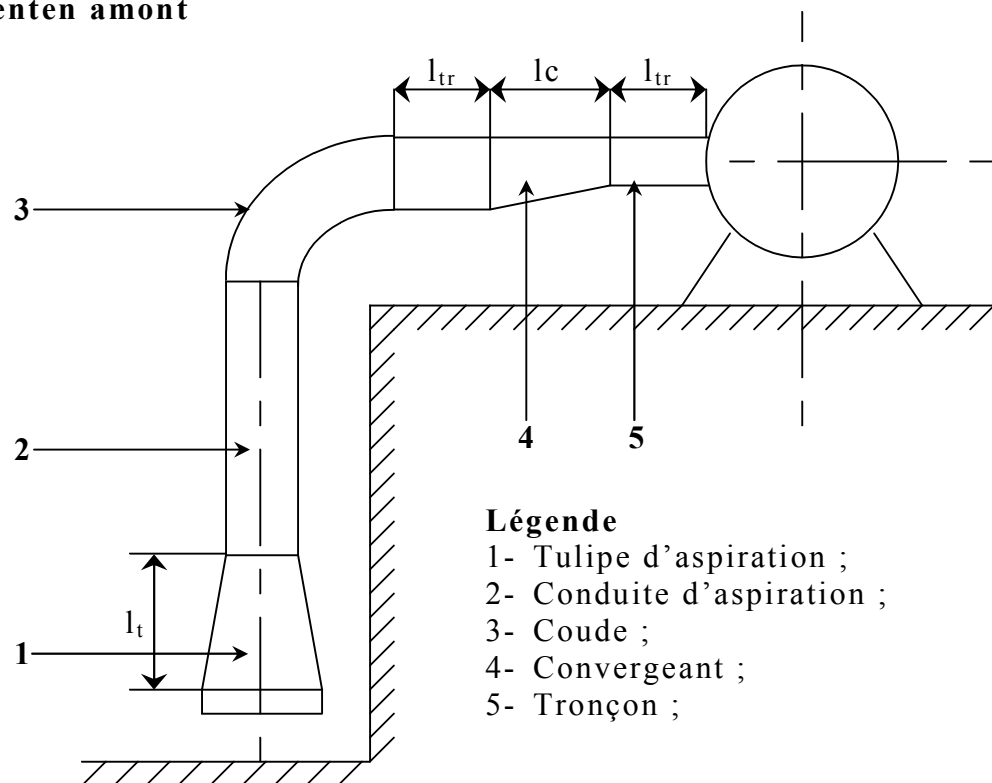 enten amont
l_tr lc l_tr
3
4 5
2
Légende
1- Tulipe d’aspiration ;
2- Conduite d’aspiration ;
l_t
3- Coude ;
1
4- Convergeant ;
5- Tronçon ;